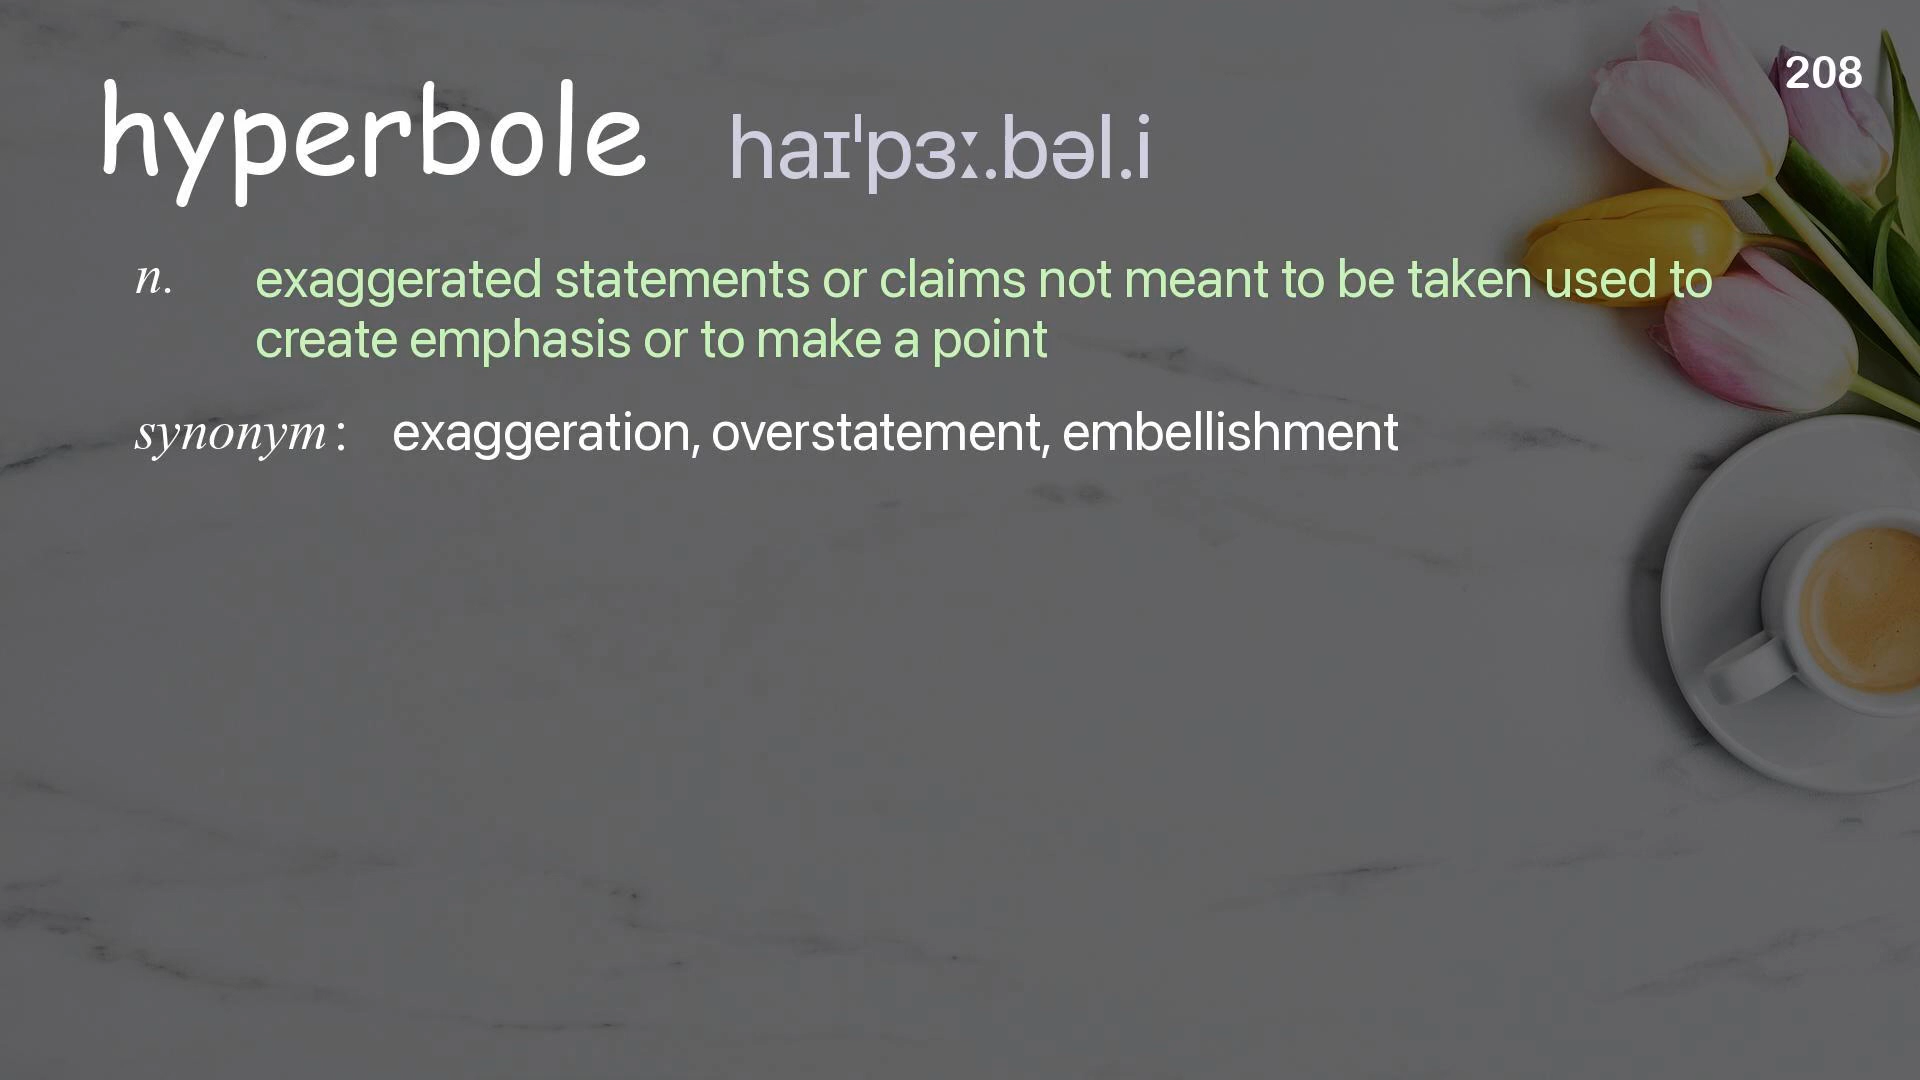 208
hyperbole haɪˈpɜː.bəl.i
n. exaggerated statements or claims not meant to be taken used to
create emphasis or to make a point
synonym: exaggeration, overstatement, embellishment